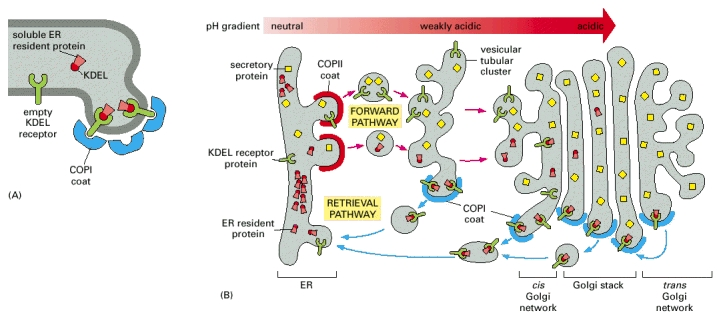 (A)
soluble ER
resident protein
KDEL
empty
KDEL
receptor
COPI
coat
(B)
pH gradient
neutral
weakly acidic
acidic
secretory
protein
COPII
coat
vesicular
tubular
cluster
FORWARD
PATHWAY
KDEL receptor
protein
RETRIEVAL
PATHWAY
COPI
coat
ER resident
protein
ER
cis
Golgi
network
Golgi stack
trans
Golgi
network